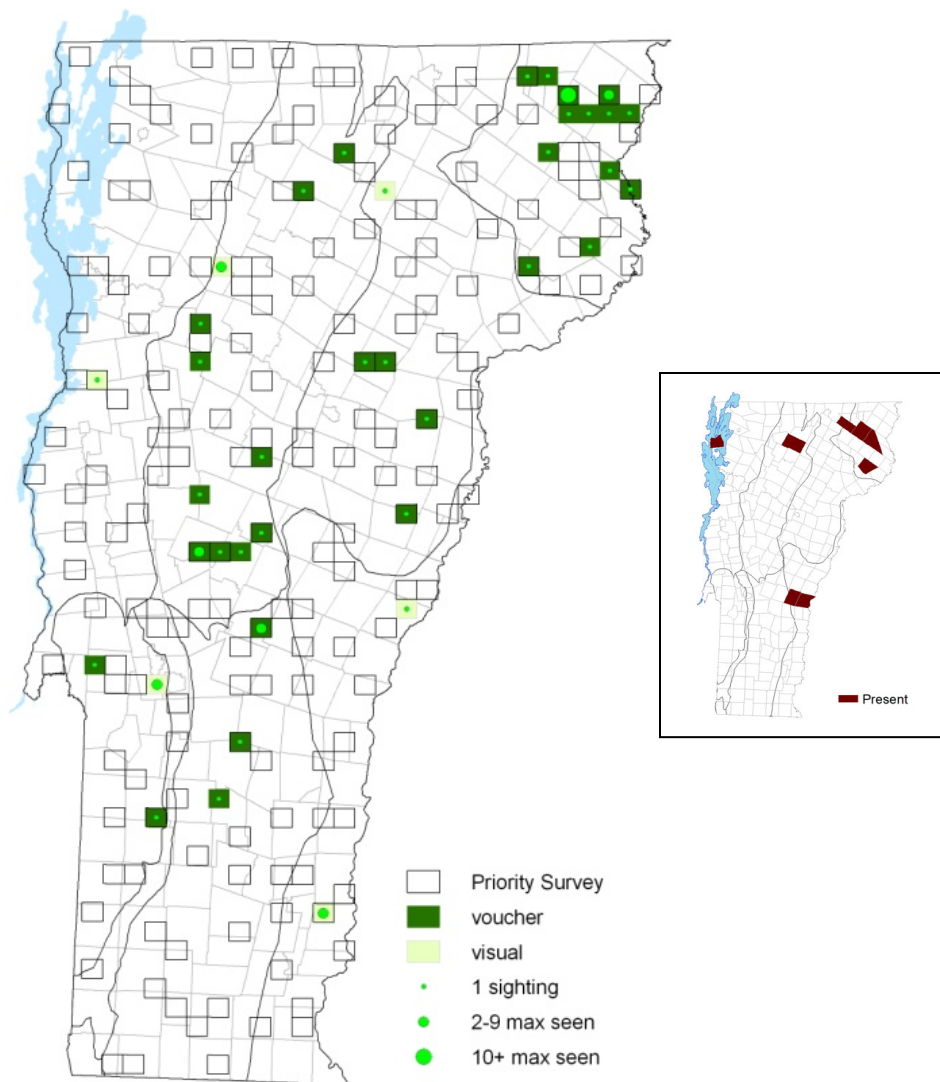 Present
Priority Survey
voucher
visual
1 sighting
2-9 max seen
10+ max seen